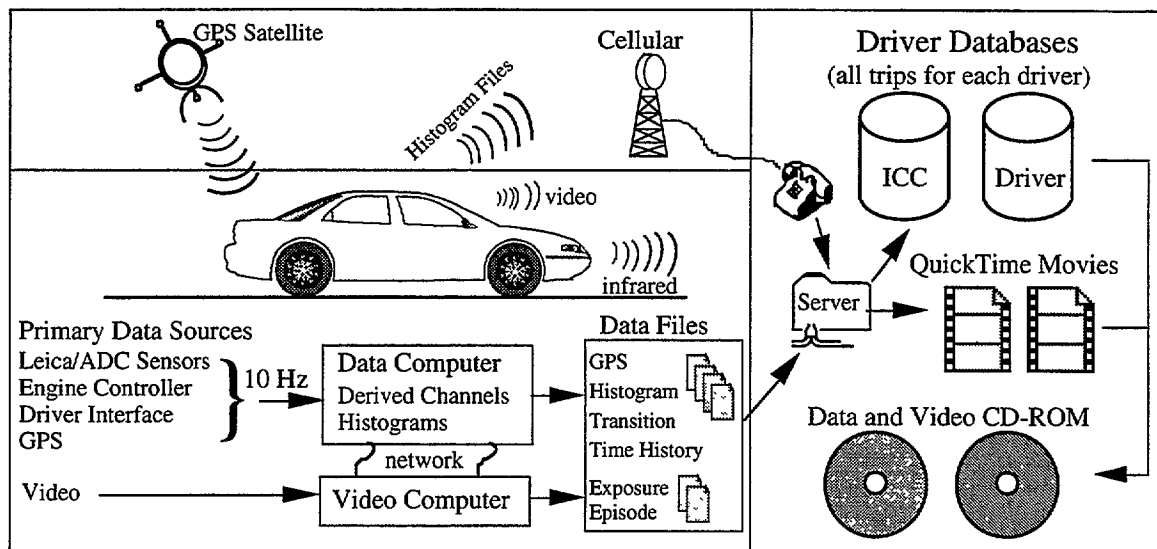 GPS Satellite
Histogram Files
Cellular
video
infrared
Primary Data Sources
Leica/ADC Sensors
Engine Controller
Driver Interface
GPS
10 Hz
Data Computer
Derived Channels
Histograms
network
Video
Video Computer
Data Files
GPS
Histogram
Transition
Time History
Exposure
Episode
Driver Databases
(all trips for each driver)
ICC
Driver
Server
QuickTime Movies
Data and Video CD-ROM